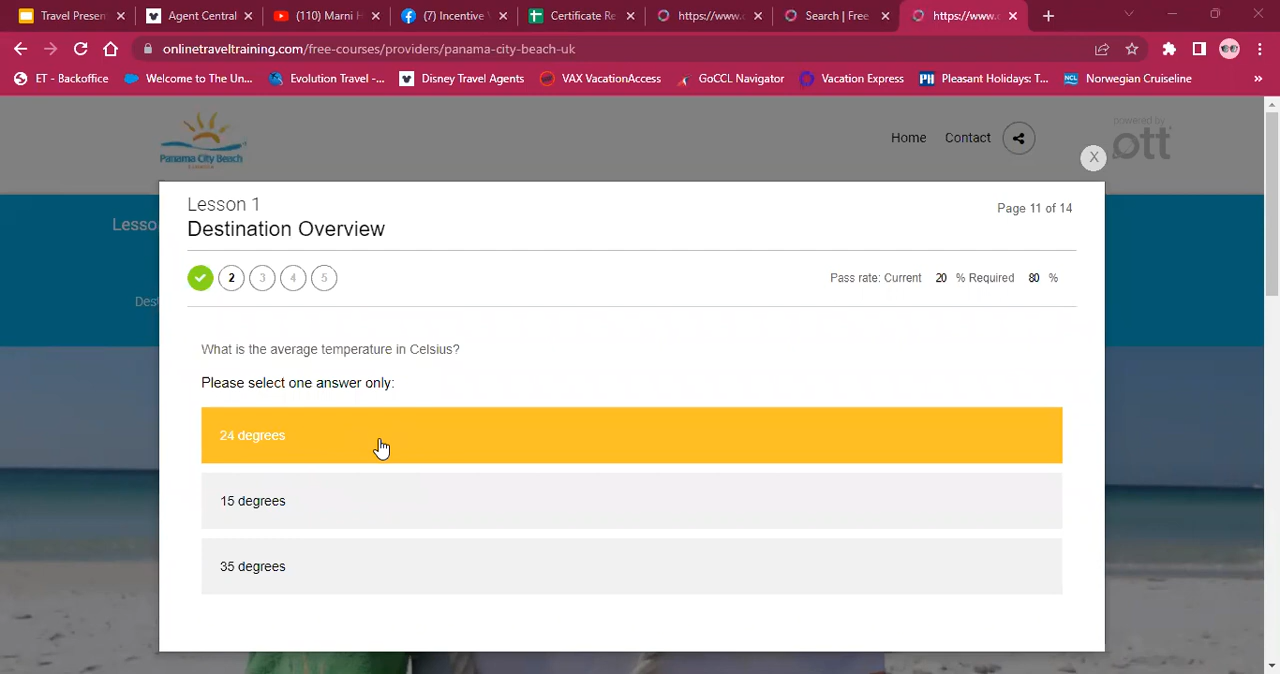 Travel Presen
Agent Central
(110) Marni H
(7) Incentive
Certificate Re
https://www.
Search | Free
https://www.
onlinetraveltraining.com/free-courses/providers/panama-city-beach-uk
ET - Backoffice
Welcome to The Un...
Evolution Travel -...
Disney Travel Agents
VAX VacationAccess
GoCCL Navigator
Vacation Express
PH
Pleasant Holidays: T...
NCL
Norwegian Cruiseline
»
Panama City Beach
Home
Contact
powered by
ott
X
Lesson 1
Destination Overview
Page 11 of 14
2
3
4
5
Pass rate: Current 20 % Required 80 %
What is the average temperature in Celsius?
Please select one answer only:
24 degrees
15 degrees
35 degrees